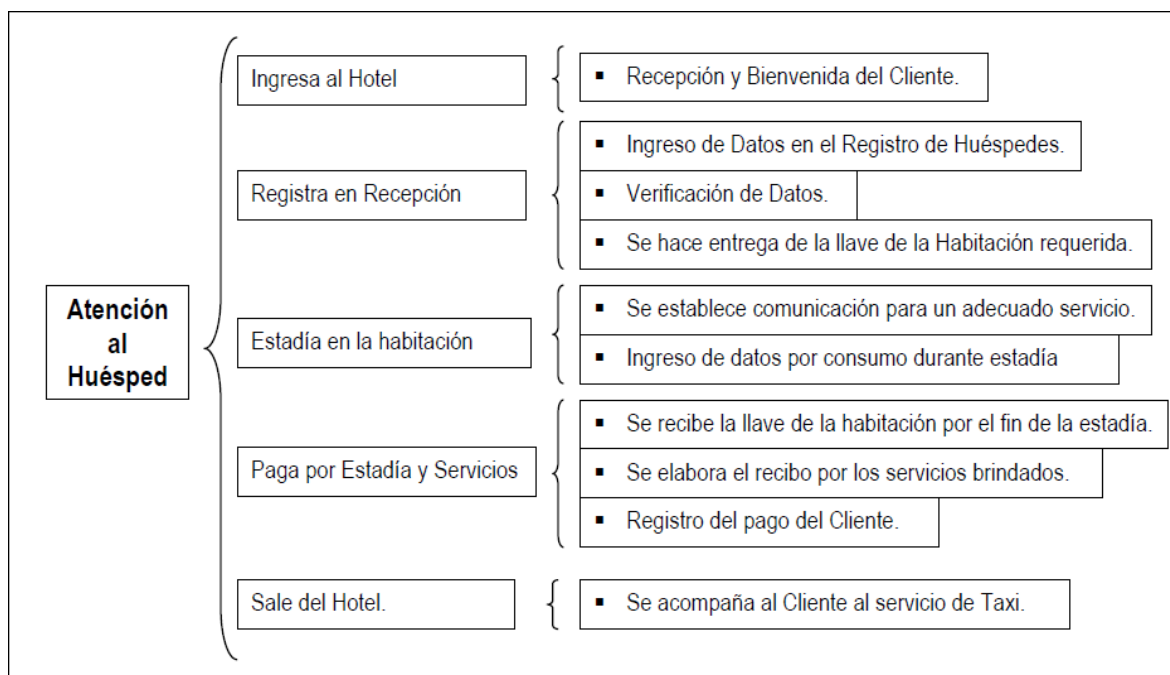 Atención
al
Huésped
Ingresa al Hotel
▪ Recepción y Bienvenida del Cliente.
Registra en Recepción
▪ Ingreso de Datos en el Registro de Huéspedes.
▪ Verificación de Datos.
▪ Se hace entrega de la llave de la Habitación requerida.
Estadía en la habitación
▪ Se establece comunicación para un adecuado servicio.
▪ Ingreso de datos por consumo durante estadía
Paga por Estadía y Servicios
▪ Se recibe la llave de la habitación por el fin de la estadía.
▪ Se elabora el recibo por los servicios brindados.
▪ Registro del pago del Cliente.
Sale del Hotel.
▪ Se acompaña al Cliente al servicio de Taxi.